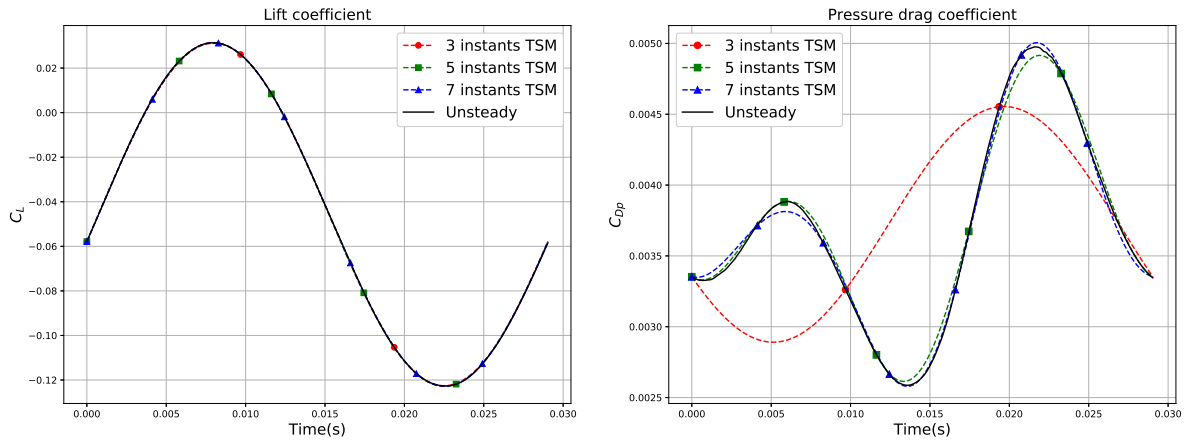 Lift coefficient
3 instants TSM
5 instants TSM
7 instants TSM
Unsteady
0.02
0.00
−0.02
−0.04
−0.06
−0.08
−0.10
−0.12
C_L
0.000 0.005 0.010 0.015 0.020 0.025 0.030
Time(s)
Pressure drag coefficient
3 instants TSM
5 instants TSM
7 instants TSM
Unsteady
0.0050
0.0045
0.0040
0.0035
0.0030
0.0025
C_{Dp}
0.000 0.005 0.010 0.015 0.020 0.025 0.030
Time(s)